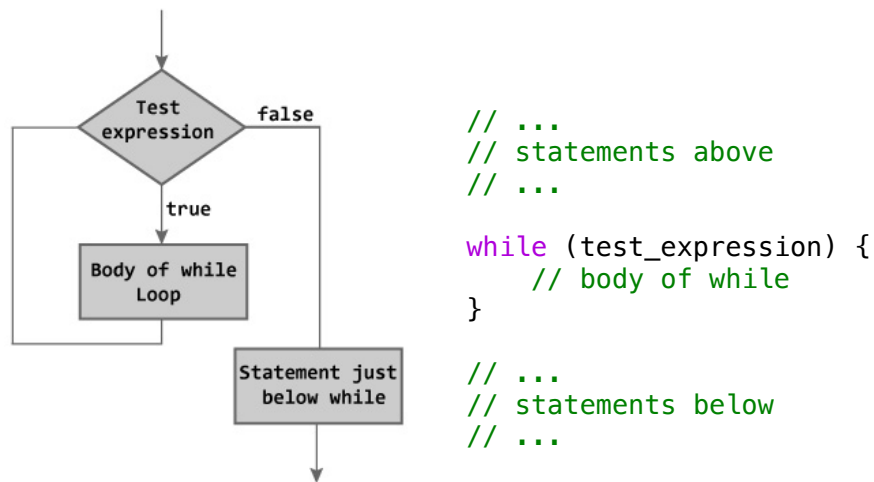 Test
expression
false
true
Body of while
Loop
Statement just
below while
// ...
// statements above
// ...
while (test_expression) {
    // body of while
}
// ...
// statements below
// ...